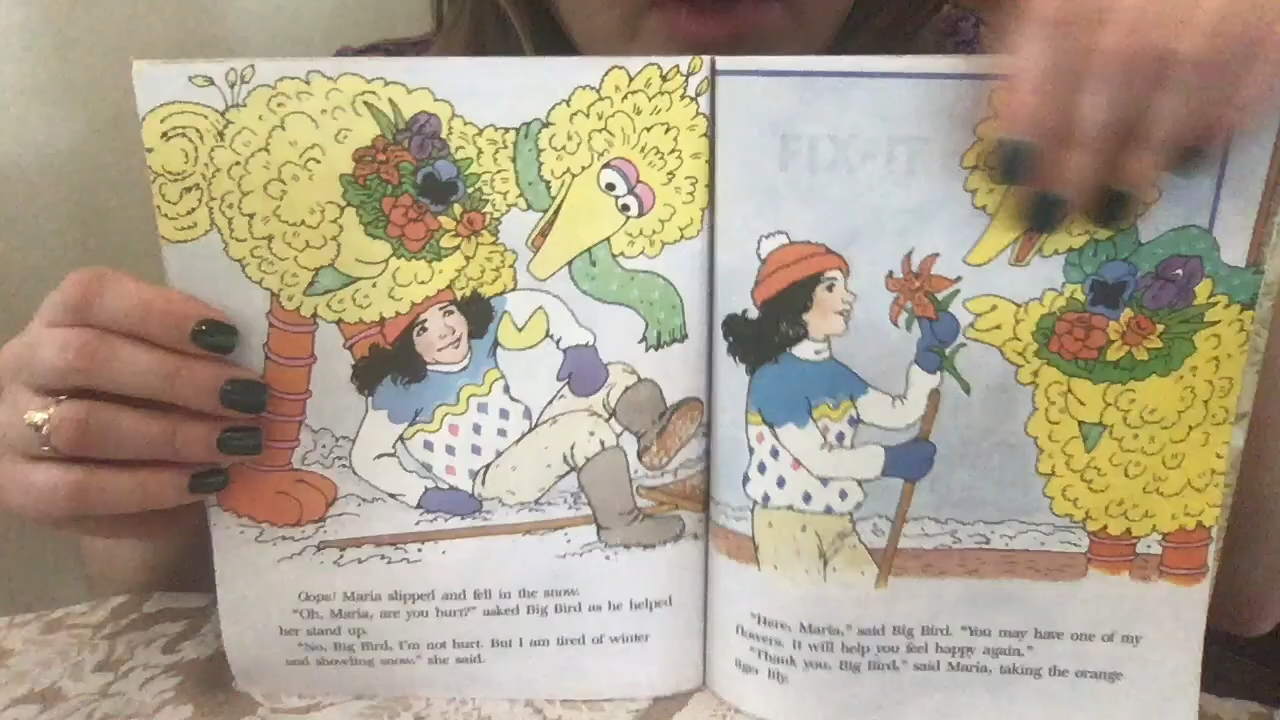 Oops! Maria slipped and fell in the snow.
"Oh, Maria, are you hurt?" asked Big Bird as he helped
her stand up.
"No, Big Bird, I'm not hurt. But I am tired of winter
and shoveling snow," she said.
FIX-IT
"Here, Maria," said Big Bird. "You may have one of my
flowers. It will help you feel happy again."
"Thank you, Big Bird," said Maria, taking the orange
tiger lily.